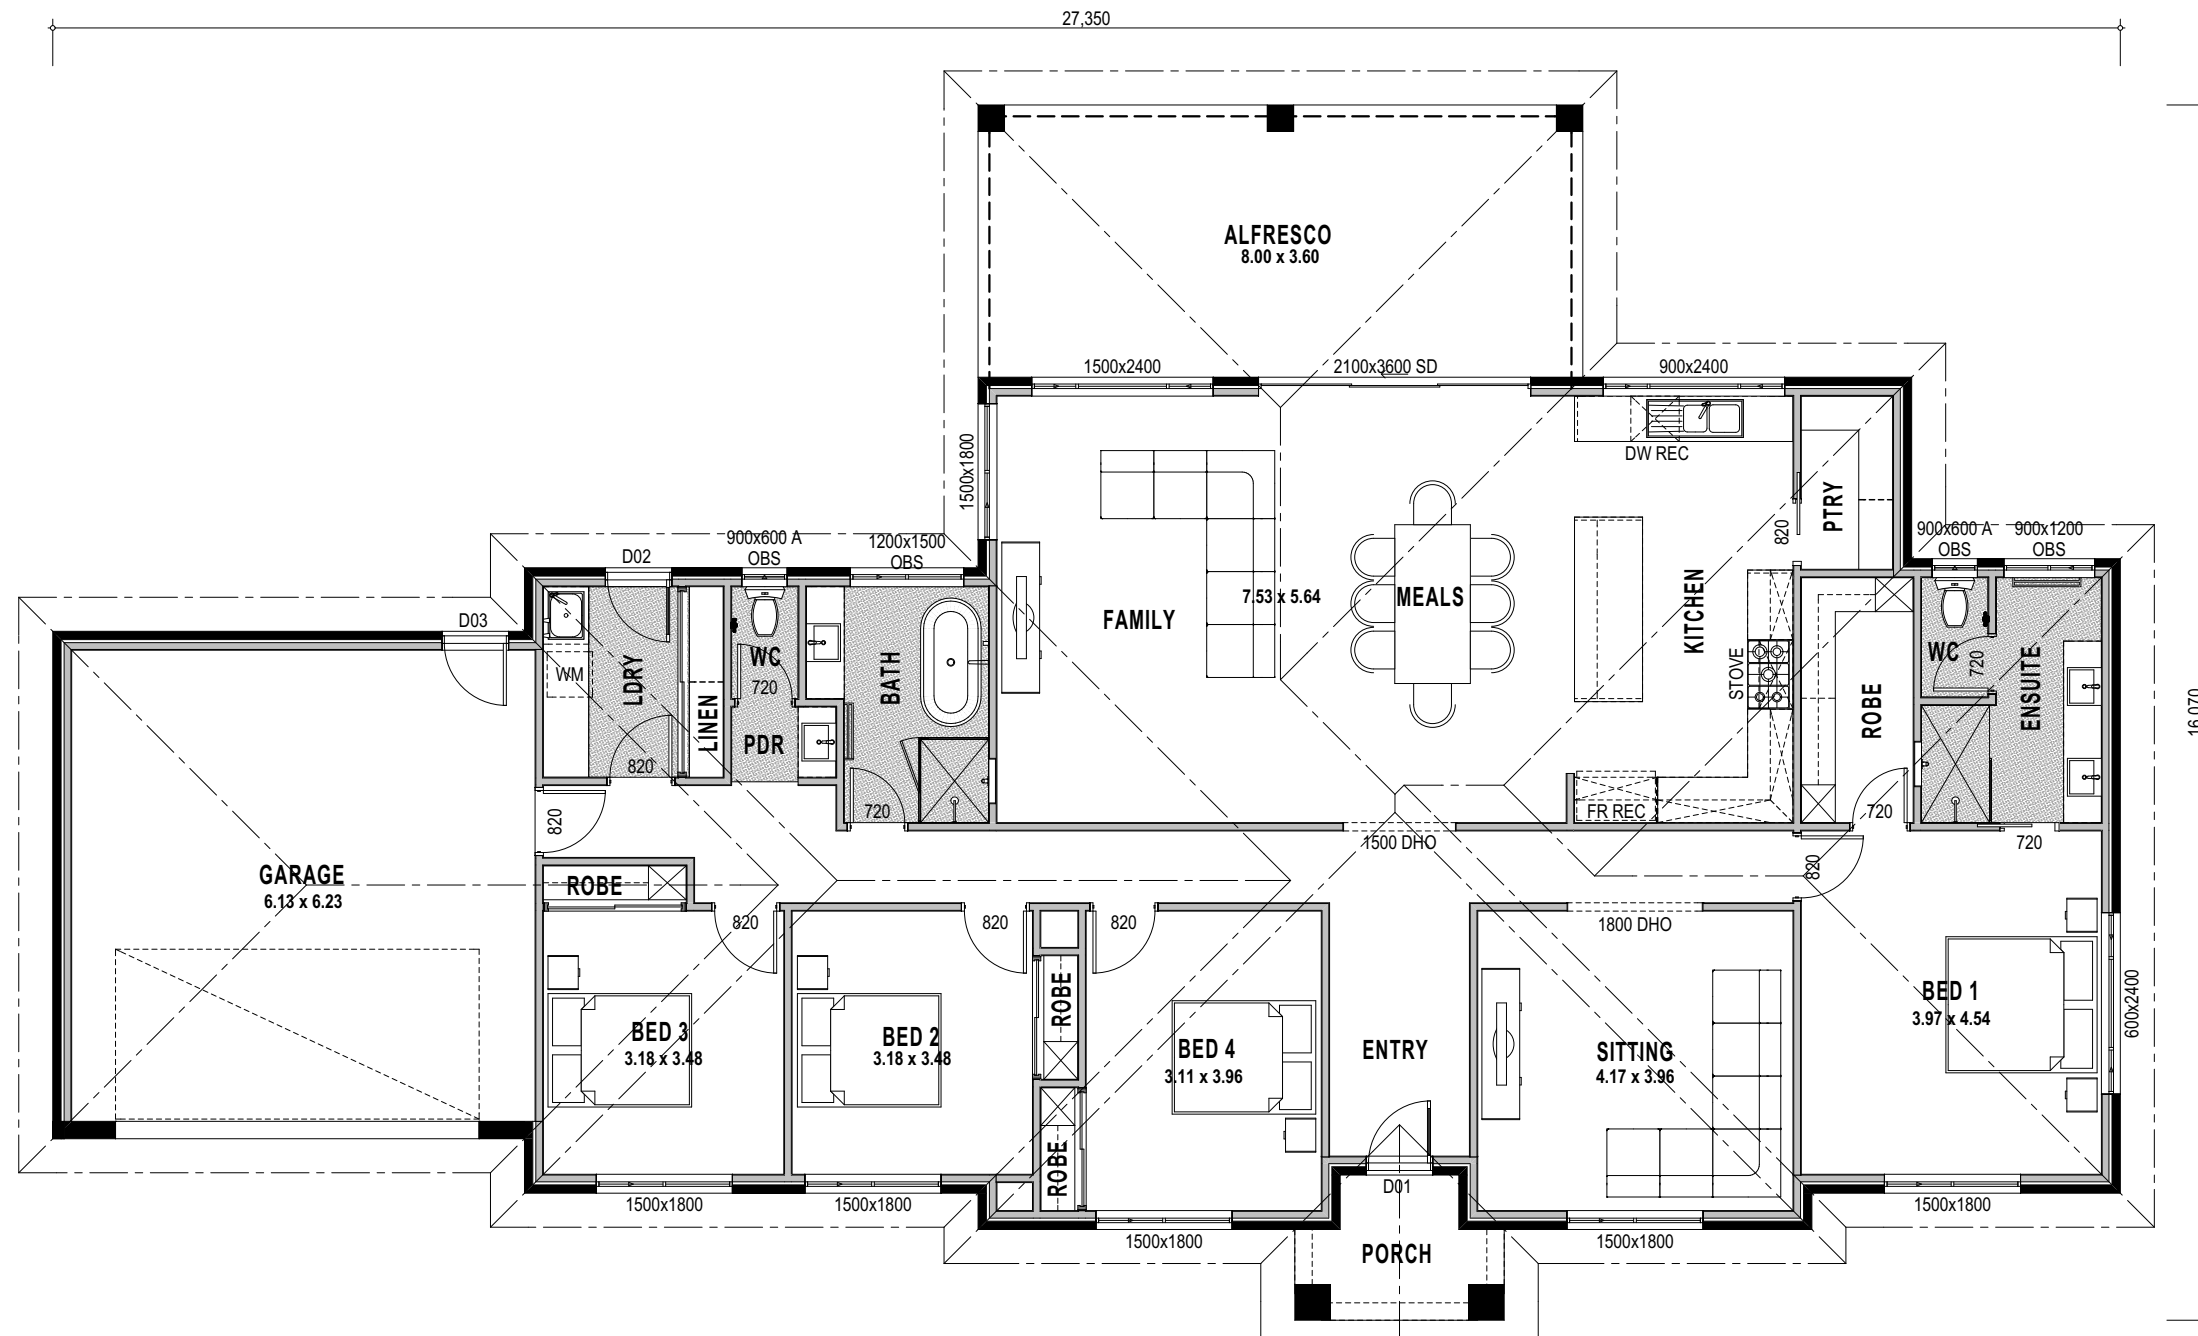 27,350
ALFRESCO
8.00 x 3.60
1500x2400
2100x3600 SD
900x2400
1500x1800
DW REC
PTRY
820
900x600 A
OBS
900x1200
OBS
D02
900x600 A
OBS
1200x1500
OBS
D03
WM
LDRY
820
LINEN
WC
720
PDR
BATH
720
FAMILY
7.53 x 5.64
MEALS
KITCHEN
STOVE
FR REC
1500 DHO
ROBE
720
WC
720
ENSUITE
720
16,070
820
820
GARAGE
6.13 x 6.23
ROBE
820
820
820
1800 DHO
BED 3
3.18 x 3.48
BED 2
3.18 x 3.48
ROBE
ROBE
BED 4
3.11 x 3.96
ENTRY
SITTING
4.17 x 3.96
BED 1
3.97 x 4.54
600x2400
D01
1500x1800
1500x1800
1500x1800
1500x1800
1500x1800
PORCH